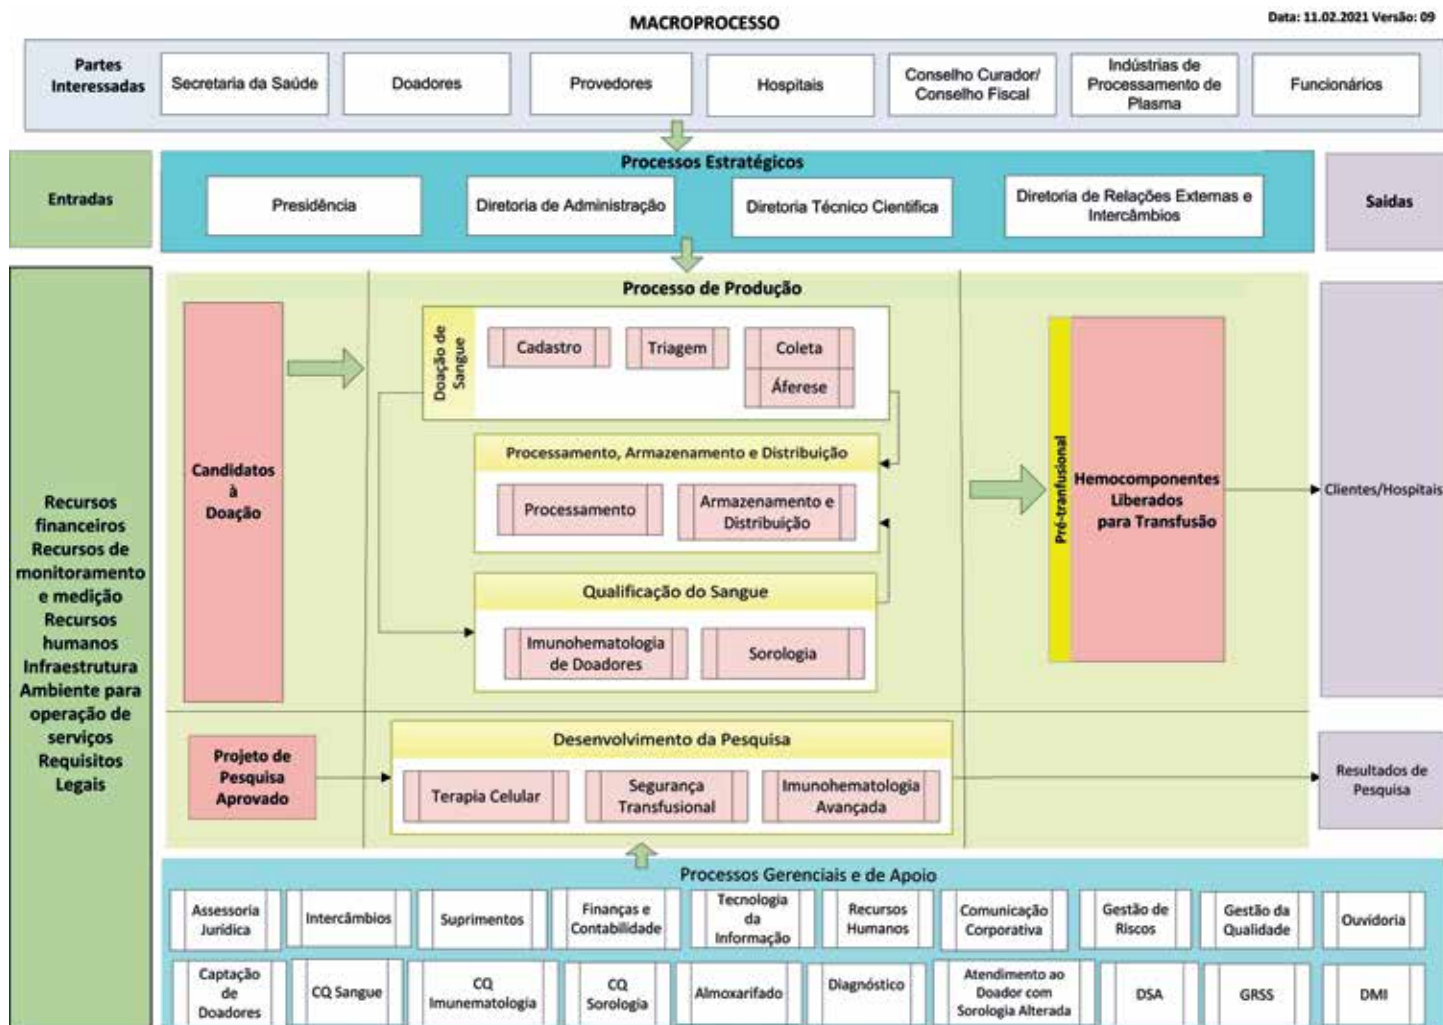 MACROPROCESSO
Data: 11.02.2021 Versão: 09
Partes
Interessadas
Secretaria da Saúde
Doadores
Provedores
Hospitais
Conselho Curador/
Conselho Fiscal
Indústrias de
Processamento de
Plasma
Funcionários
Entradas
Processos Estratégicos
Presidência
Diretoria de Administração
Diretoria Técnico Cientifica
Diretoria de Relações Externas e
Intercâmbios
Saidas
Recursos
financeiros
Recursos de
monitoramento
e medição
Recursos
humanos
Infraestrutura
Ambiente para
operação de
serviços
Requisitos
Legais
Processo de Produção
Candidatos
à
Doação
Doação de
Sangue
Cadastro
Triagem
Coleta
Áferese
Processamento, Armazenamento e Distribuição
Processamento
Armazenamento e
Distribuição
Qualificação do Sangue
Imunohematologia
de Doadores
Sorologia
Pré-tranfusional
Hemocomponentes
Liberados
para Transfusão
Clientes/Hospitais
Projeto de
Pesquisa
Aprovado
Desenvolvimento da Pesquisa
Terapia Celular
Segurança
Transfusional
Imunohematologia
Avançada
Resultados de
Pesquisa
Processos Gerenciais e de Apoio
Assessoria
Jurídica
Intercâmbios
Suprimentos
Finanças e
Contabilidade
Tecnologia
da
Informação
Recursos
Humanos
Comunicação
Corporativa
Gestão de
Riscos
Gestão da
Qualidade
Ouvidoria
Captação
de
Doadores
CQ Sangue
CQ
Imunematologia
CQ
Sorologia
Almoxarifado
Diagnóstico
Atendimento ao
Doador com
Sorologia Alterada
DSA
GRSS
DMI